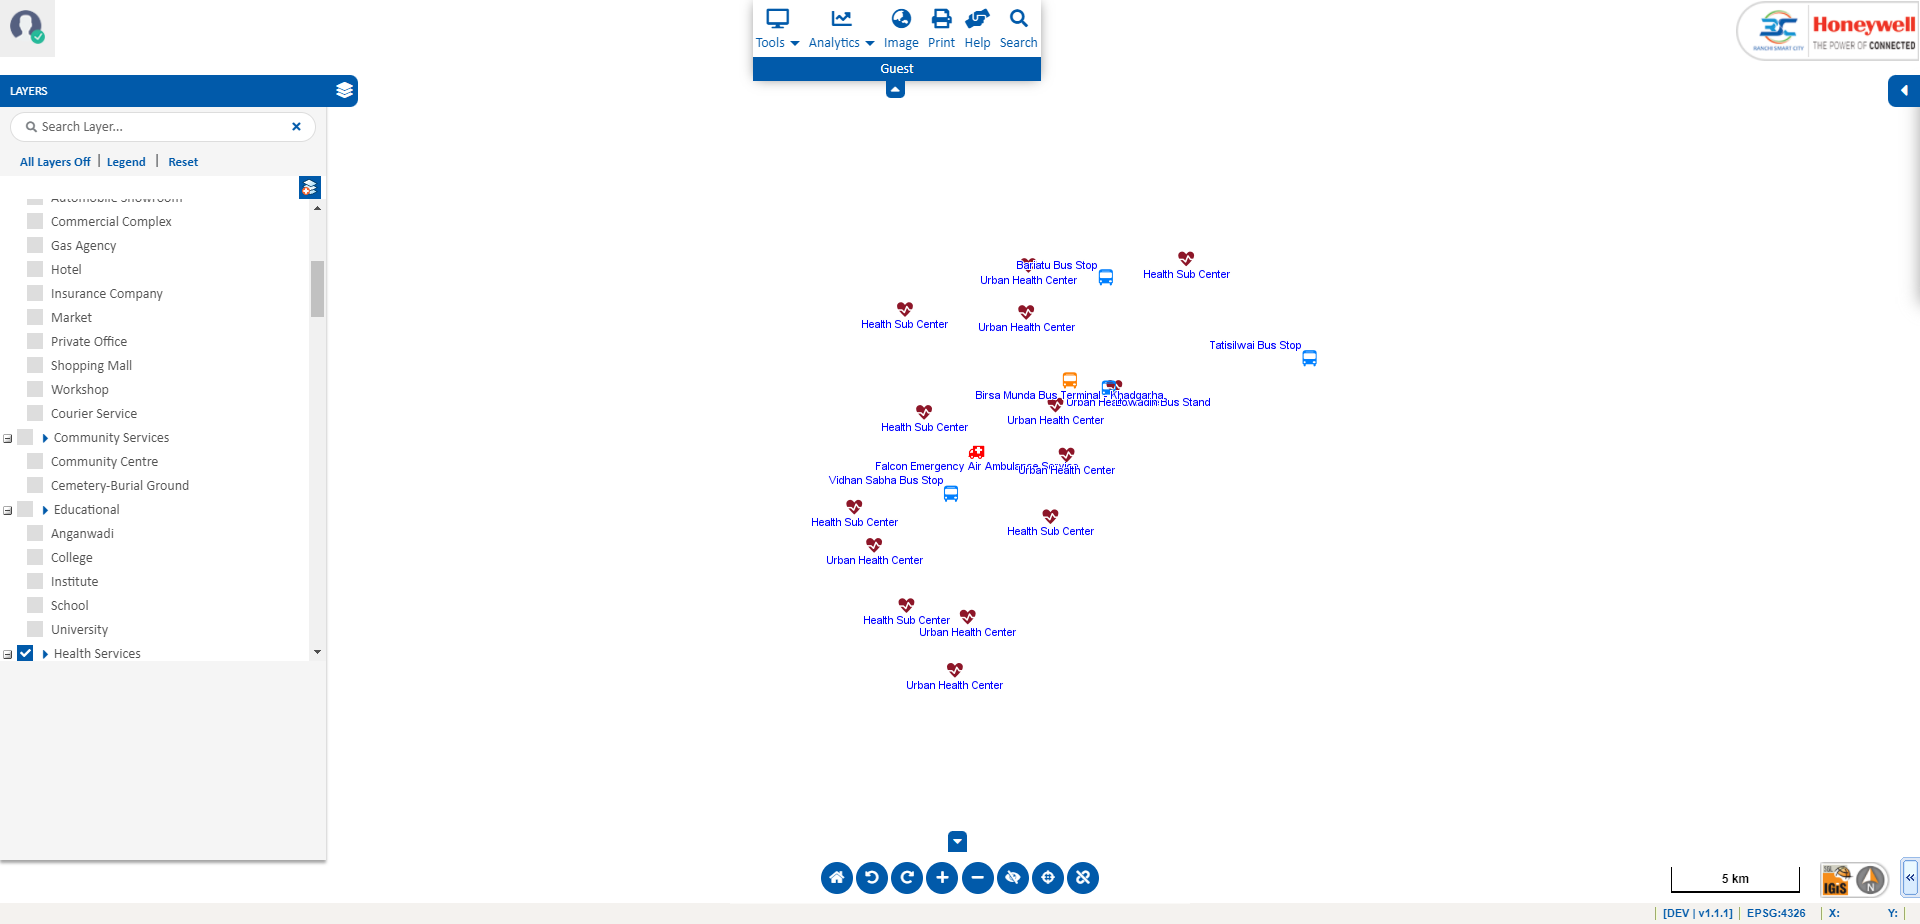 Tools
Analytics
Image
Print
Help
Search
Guest
RANCHI SMART CITY
Honeywell
THE POWER OF CONNECTED
LAYERS
Search Layer...
All Layers Off | Legend | Reset
Automobile Showroom
Commercial Complex
Gas Agency
Hotel
Insurance Company
Market
Private Office
Shopping Mall
Workshop
Courier Service
Community Services
Community Centre
Cemetery-Burial Ground
Educational
Anganwadi
College
Institute
School
University
Health Services
Bariatu Bus Stop
Urban Health Center
Health Sub Center
Health Sub Center
Urban Health Center
Tatisilwai Bus Stop
Birsa Munda Bus Terminal - Khadgarha
Urban Bus Stand
Urban Health Center
Health Sub Center
Falcon Emergency Air Ambulance Service
Urban Health Center
Vidhan Sabha Bus Stop
Health Sub Center
Health Sub Center
Urban Health Center
Health Sub Center
Urban Health Center
Urban Health Center
5 km
SGL
IGiS
N
[DEV | v1.1.1]
EPSG:4326
X:
Y: